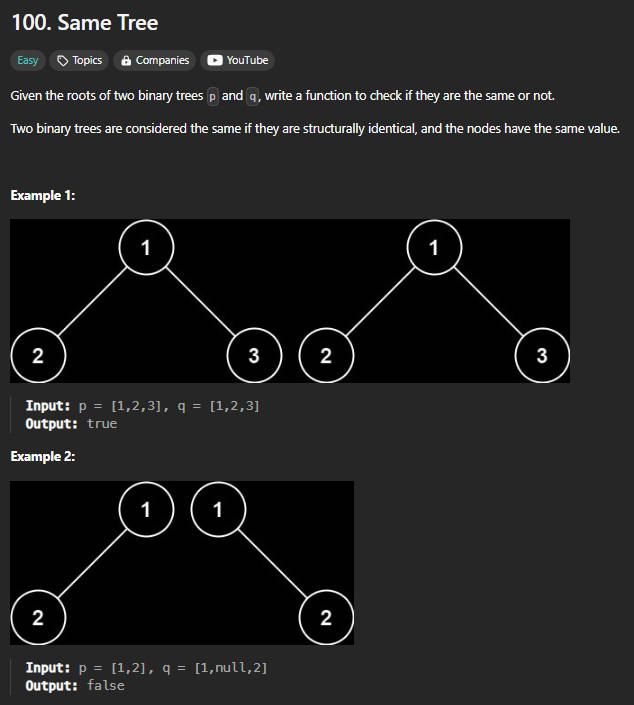 100. Same Tree
Easy Topics Companies YouTube
Given the roots of two binary trees p and q, write a function to check if they are the same or not.
Two binary trees are considered the same if they are structurally identical, and the nodes have the same value.
Example 1:
1 1
2 3 2 3
Input: p = [1,2,3], q = [1,2,3]
Output: true
Example 2:
1 1
2 2
Input: p = [1,2], q = [1,null,2]
Output: false